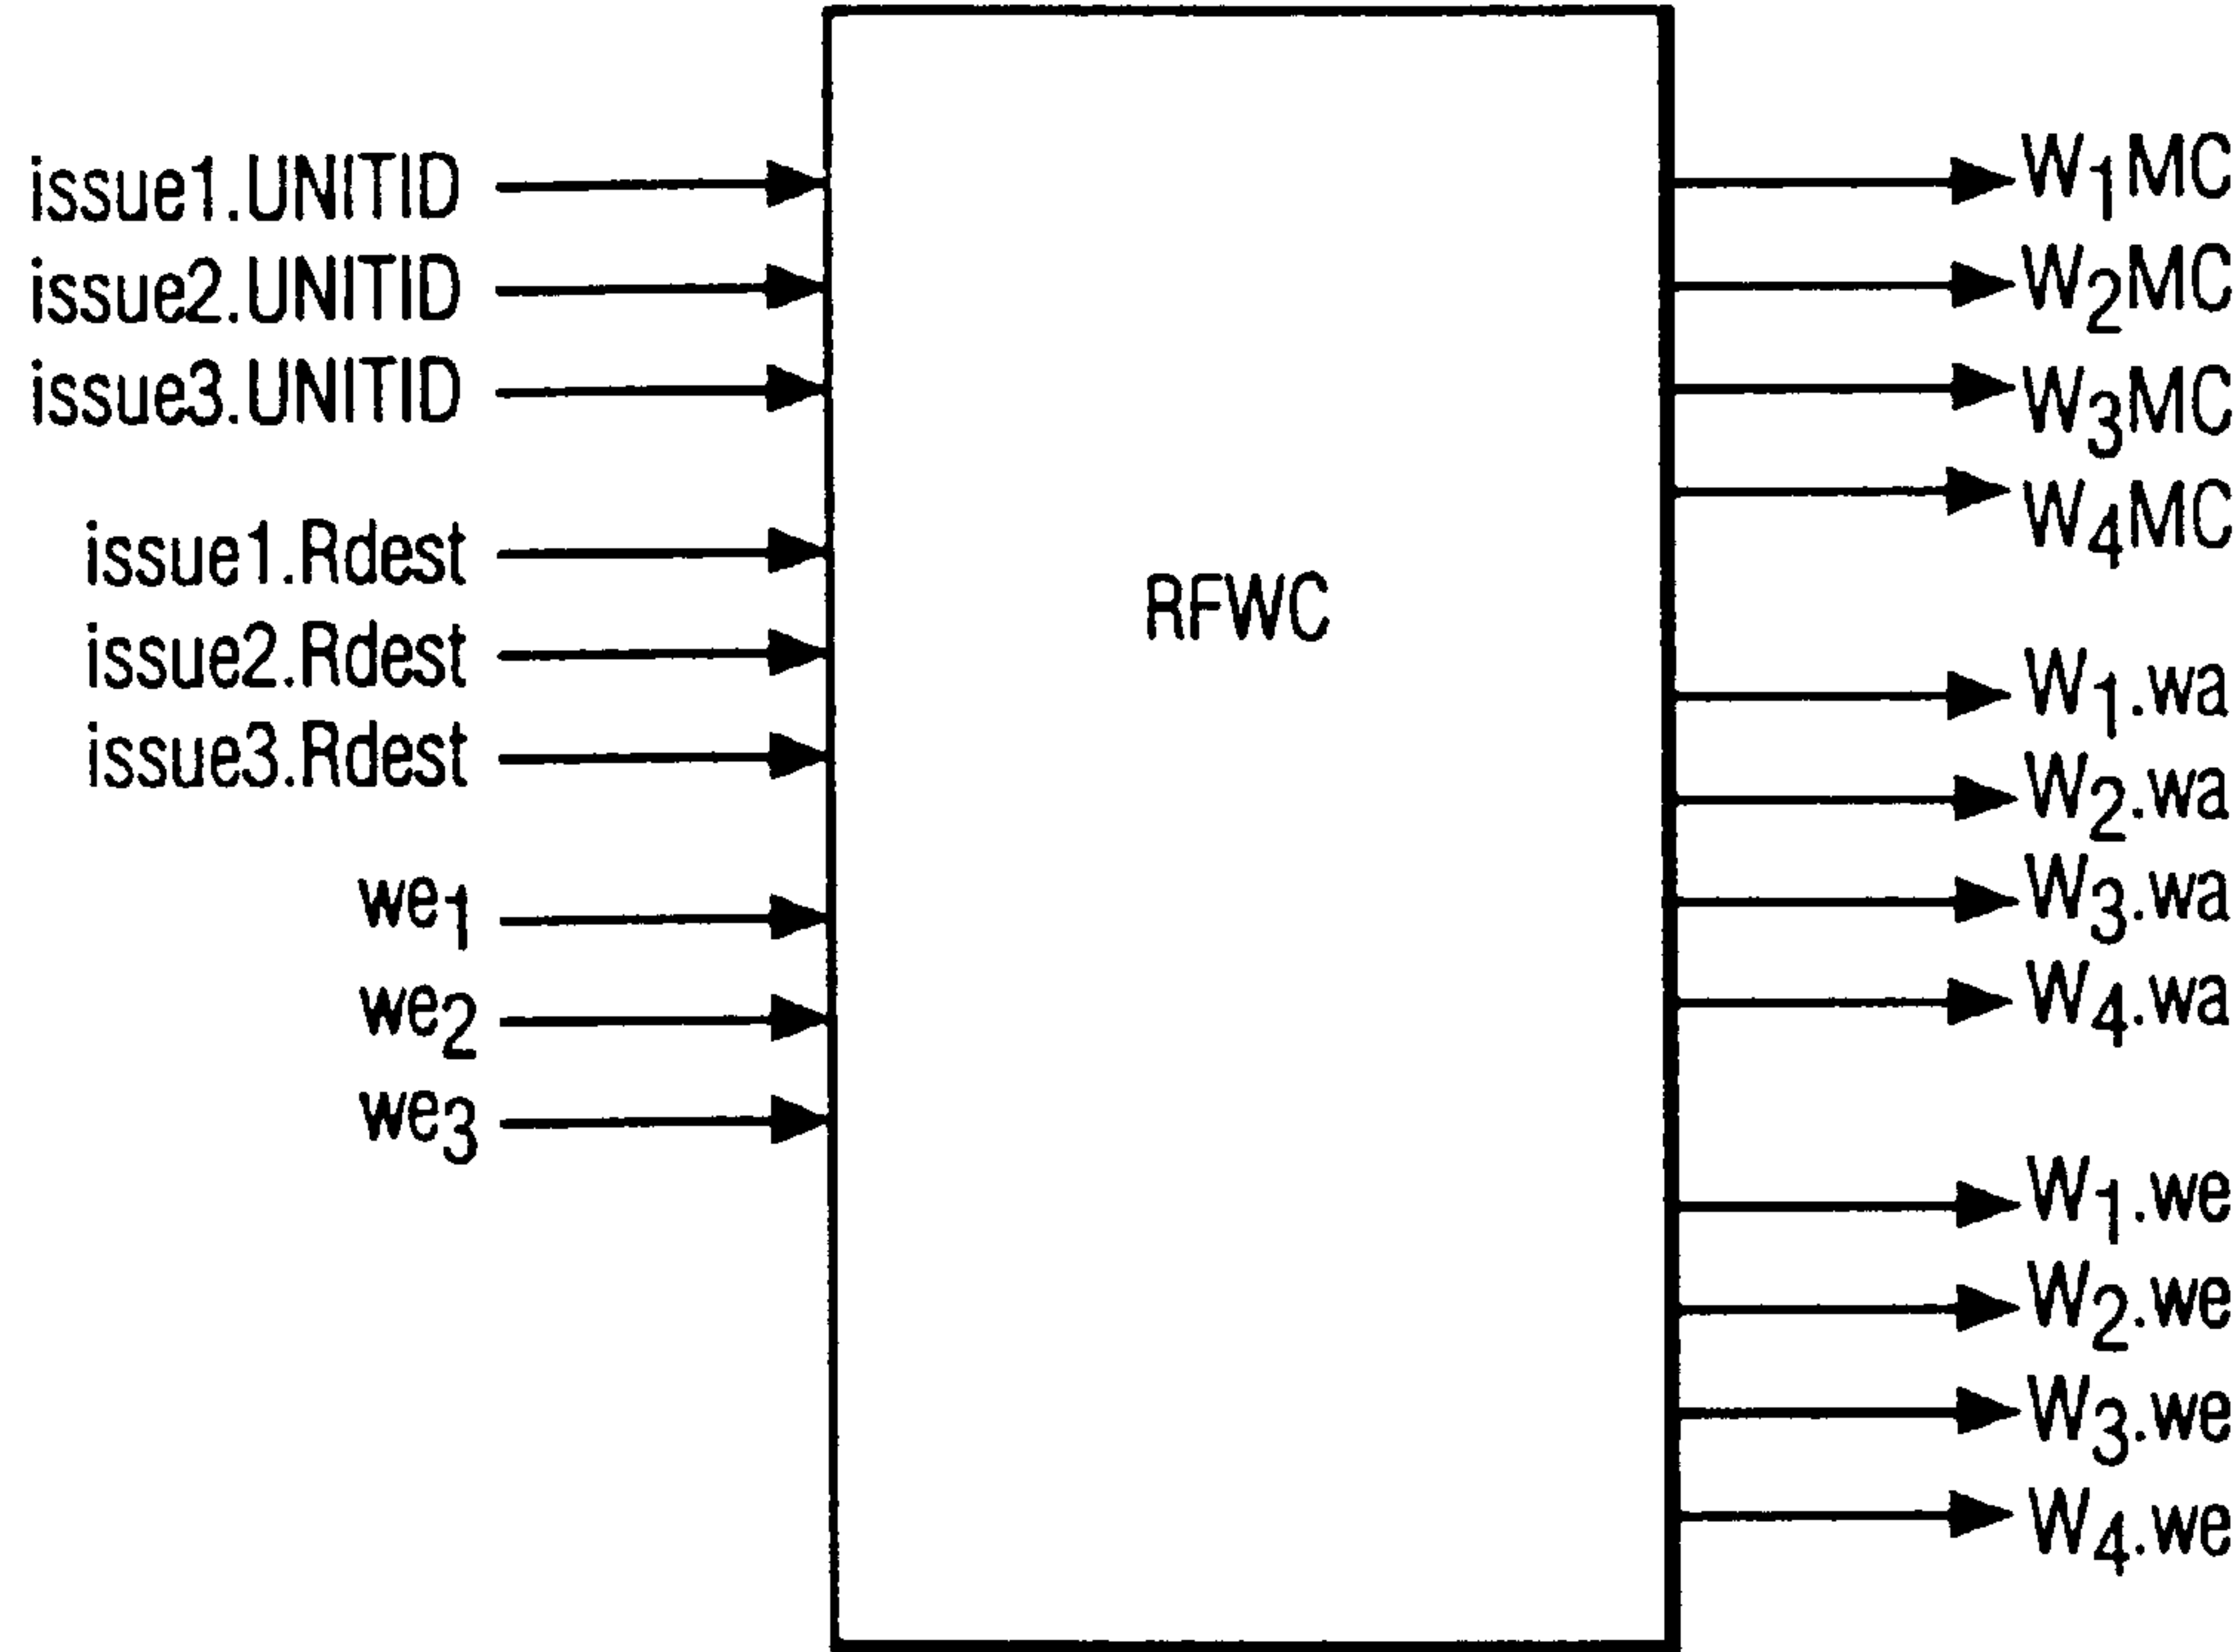 issue1.UNITID
issue2.UNITID
issue3.UNITID
issue1.Rdest
issue2.Rdest
issue3.Rdest
we1
we2
we3
RFWC
W1MC
W2MC
W3MC
W4MC
W1.wa
W2.wa
W3.wa
W4.wa
W1.we
W2.we
W3.we
W4.we